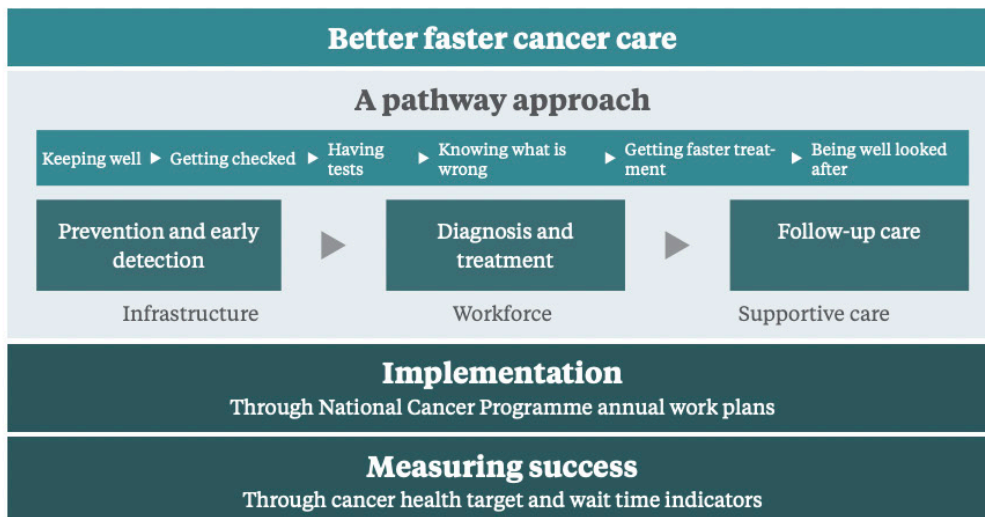 Better faster cancer care
A pathway approach
Keeping well
Getting checked
Having
tests
Knowing what is
wrong
Getting faster treat-
ment
Being well looked
after
Prevention and early
detection
Diagnosis and
treatment
Follow-up care
Infrastructure
Workforce
Supportive care
Implementation
Through National Cancer Programme annual work plans
Measuring success
Through cancer health target and wait time indicators